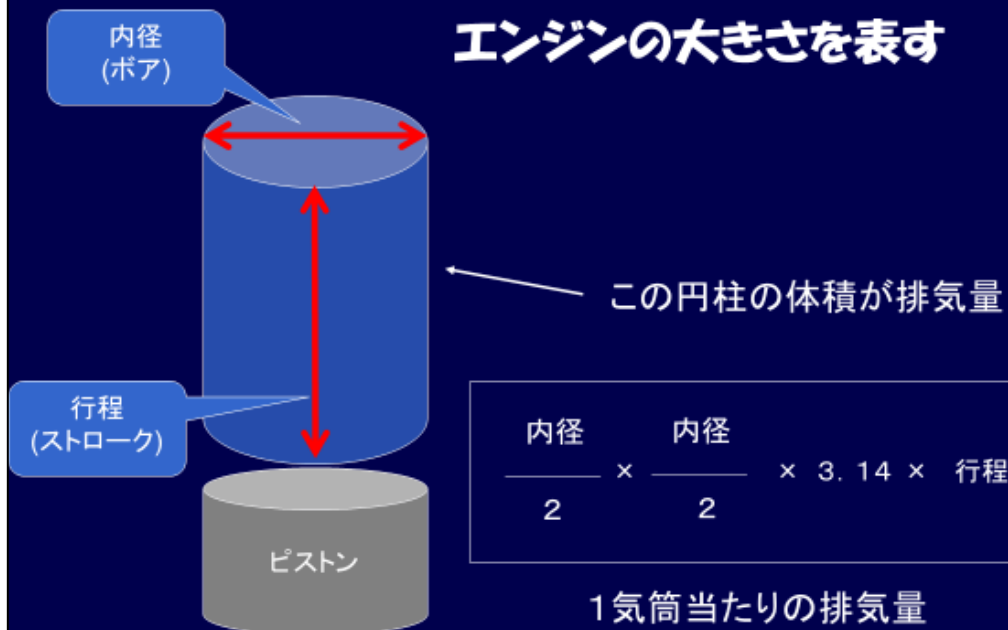 エンジンの大きさを表す
内径
(ボア)
この円柱の体積が排気量
行程
(ストローク)
内径 内径
× × 3.14 × 行程
2 2
ピストン
1気筒当たりの排気量